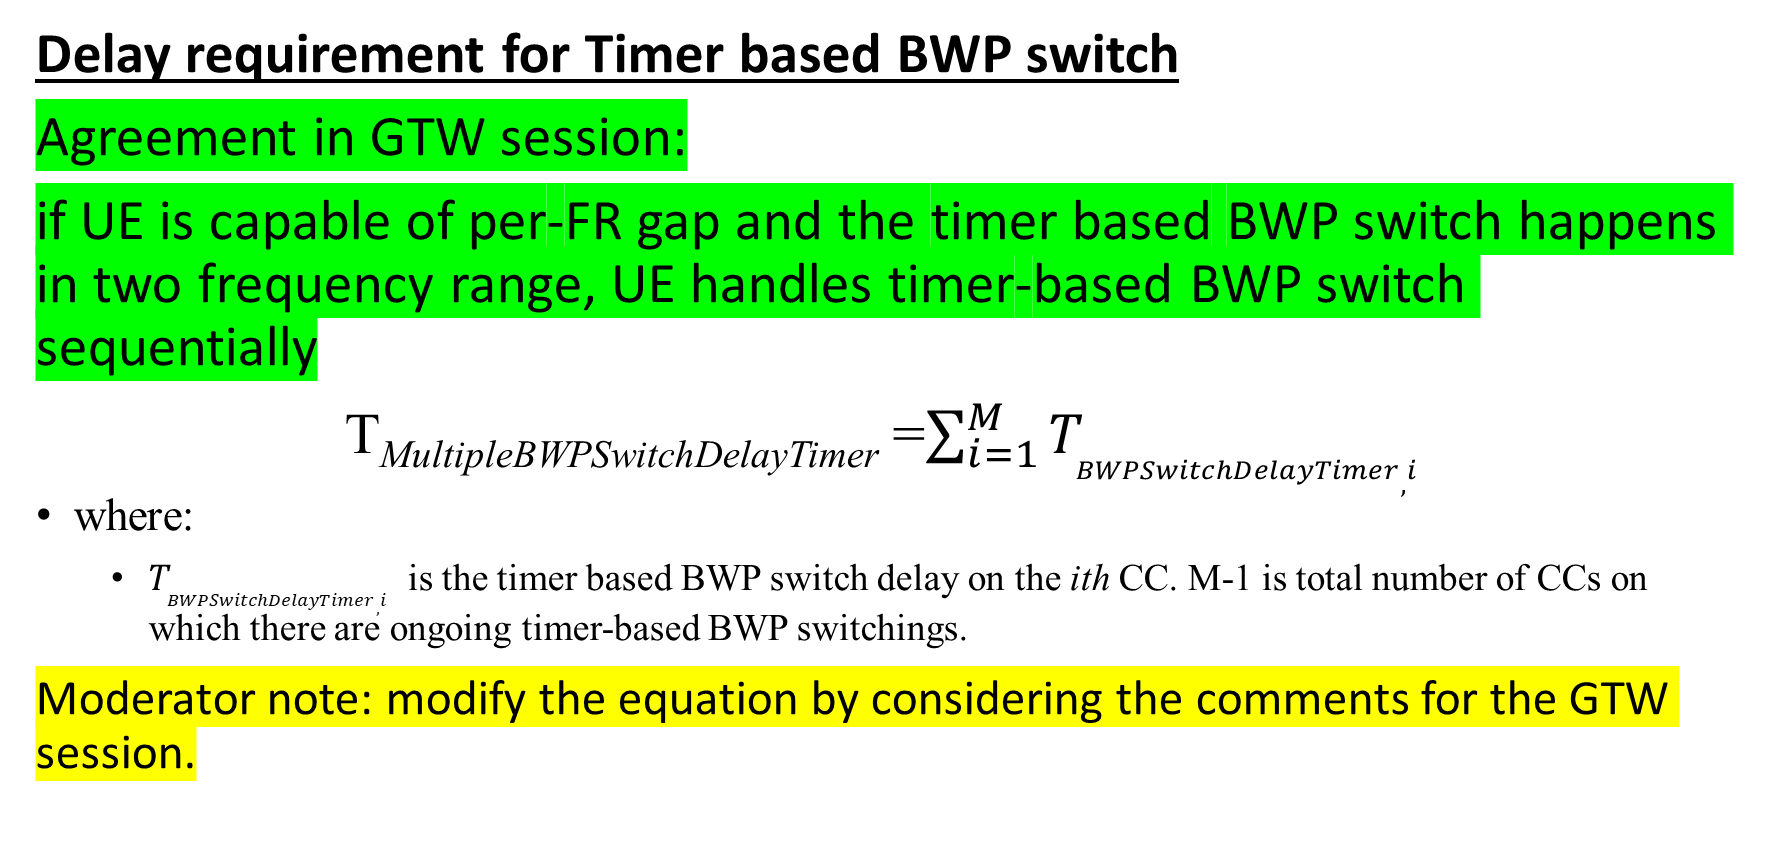 Delay requirement for Timer based BWP switch
Agreement in GTW session:
if UE is capable of per-FR gap and the timer based BWP switch happens
in two frequency range, UE handles timer-based BWP switch
sequentially
T_MultipleBWPSwitchDelayTimer =∑_{i=1}^{M} T_BWPSwitchDelayTimer,i
• where:
• T_BWPSwitchDelayTimer,i is the timer based BWP switch delay on the ith CC. M-1 is total number of CCs on
which there are ongoing timer-based BWP switchings.
Moderator note: modify the equation by considering the comments for the GTW
session.